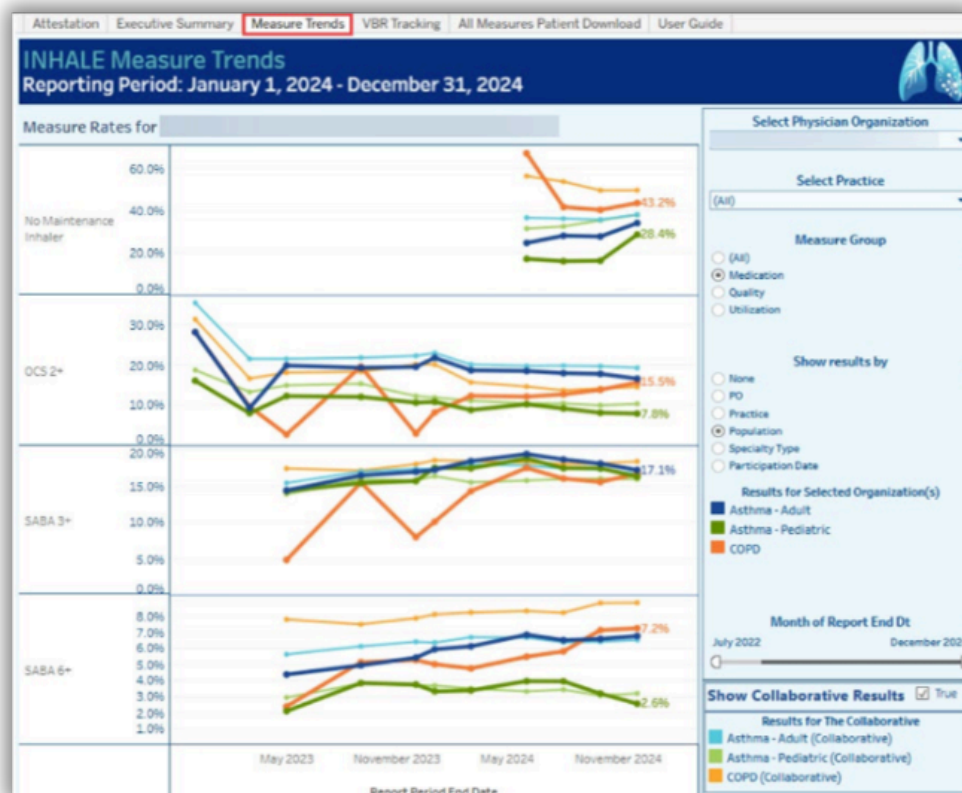 Attestation Executive Summary Measure Trends VBR Tracking All Measures Patient Download User Guide
INHALE Measure Trends
Reporting Period: January 1, 2024 - December 31, 2024
Measure Rates for
No Maintenance
Inhaler
60.0%
40.0%
20.0%
0.0%
43.2%
28.4%
OCS 2+
30.0%
20.0%
10.0%
0.0%
15.5%
7.8%
SABA 3+
20.0%
15.0%
10.0%
5.0%
0.0%
17.1%
SABA 6+
8.0%
7.0%
6.0%
5.0%
4.0%
3.0%
2.0%
1.0%
7.2%
2.6%
May 2023 November 2023 May 2024 November 2024
Report Period End Date
Select Physician Organization
Select Practice
(All)
Measure Group
(All)
Medication
Quality
Utilization
Show results by
None
PO
Practice
Population
Specialty Type
Participation Date
Results for Selected Organization(s)
Asthma - Adult
Asthma - Pediatric
COPD
Month of Report End Dt
July 2022 December 202
Show Collaborative Results True
Results for The Collaborative
Asthma - Adult (Collaborative)
Asthma - Pediatric (Collaborative)
COPD (Collaborative)